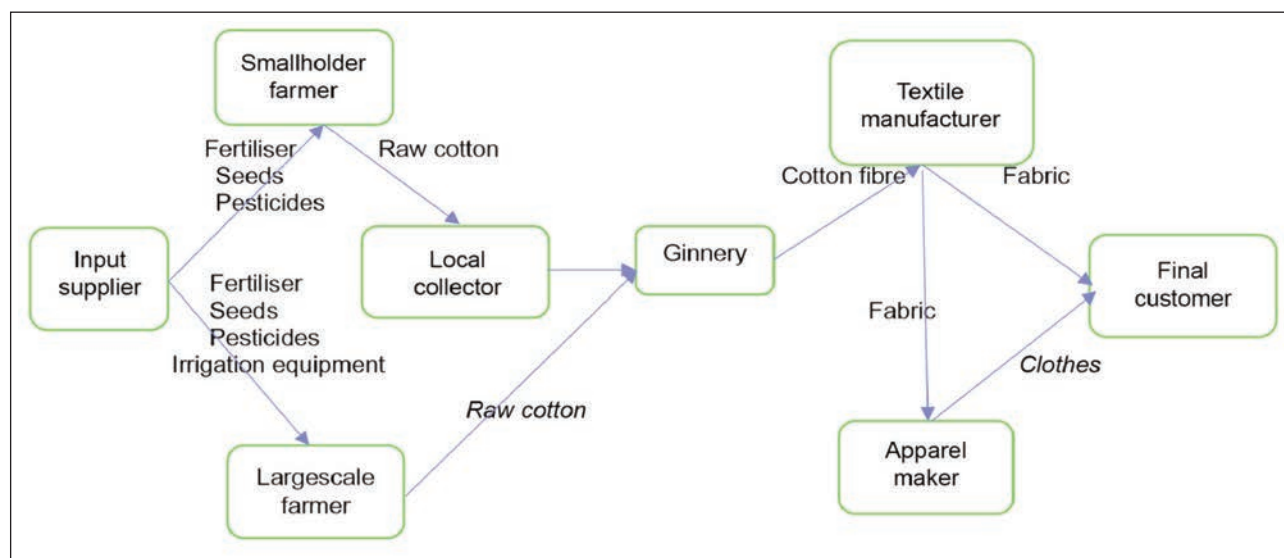 Smallholder
farmer
Textile
manufacturer
Fertiliser
Seeds
Pesticides
Raw cotton
Cotton fibre
Fabric
Input
supplier
Local
collector
Ginnery
Final
customer
Fertiliser
Seeds
Pesticides
Irrigation equipment
Fabric
Clothes
Raw cotton
Largescale
farmer
Apparel
maker